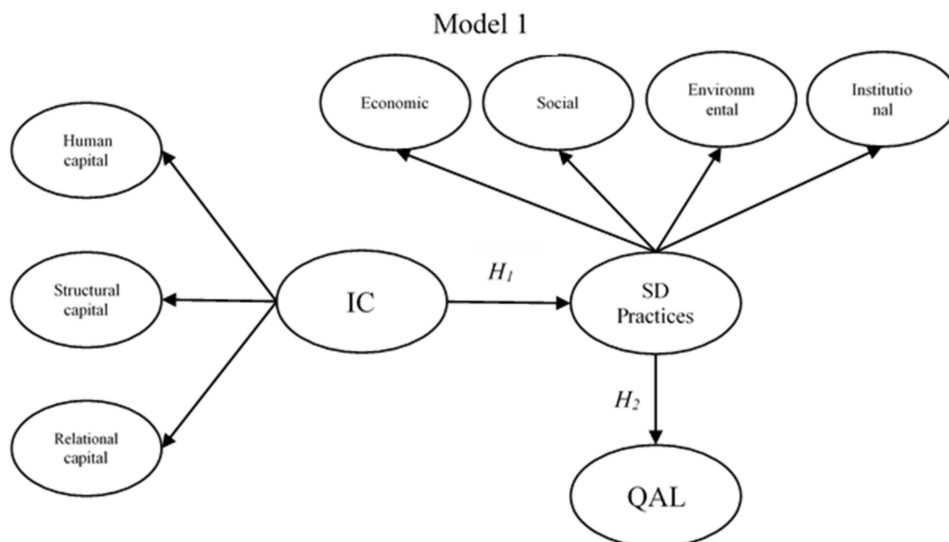 Model 1
Economic
Social
Environm
ental
Institutio
nal
Human
capital
Structural
capital
Relational
capital
IC
H1
SD
Practices
H2
QAL